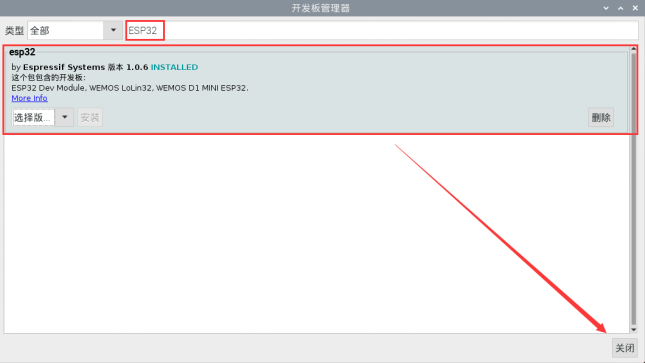 开发板管理器
类型 全部 ESP32
esp32
by Espressif Systems 版本 1.0.6 INSTALLED
这个包包含的开发板:
ESP32 Dev Module, WEMOS LoLin32, WEMOS D1 MINI ESP32.
More Info
选择版... 安装 删除
关闭